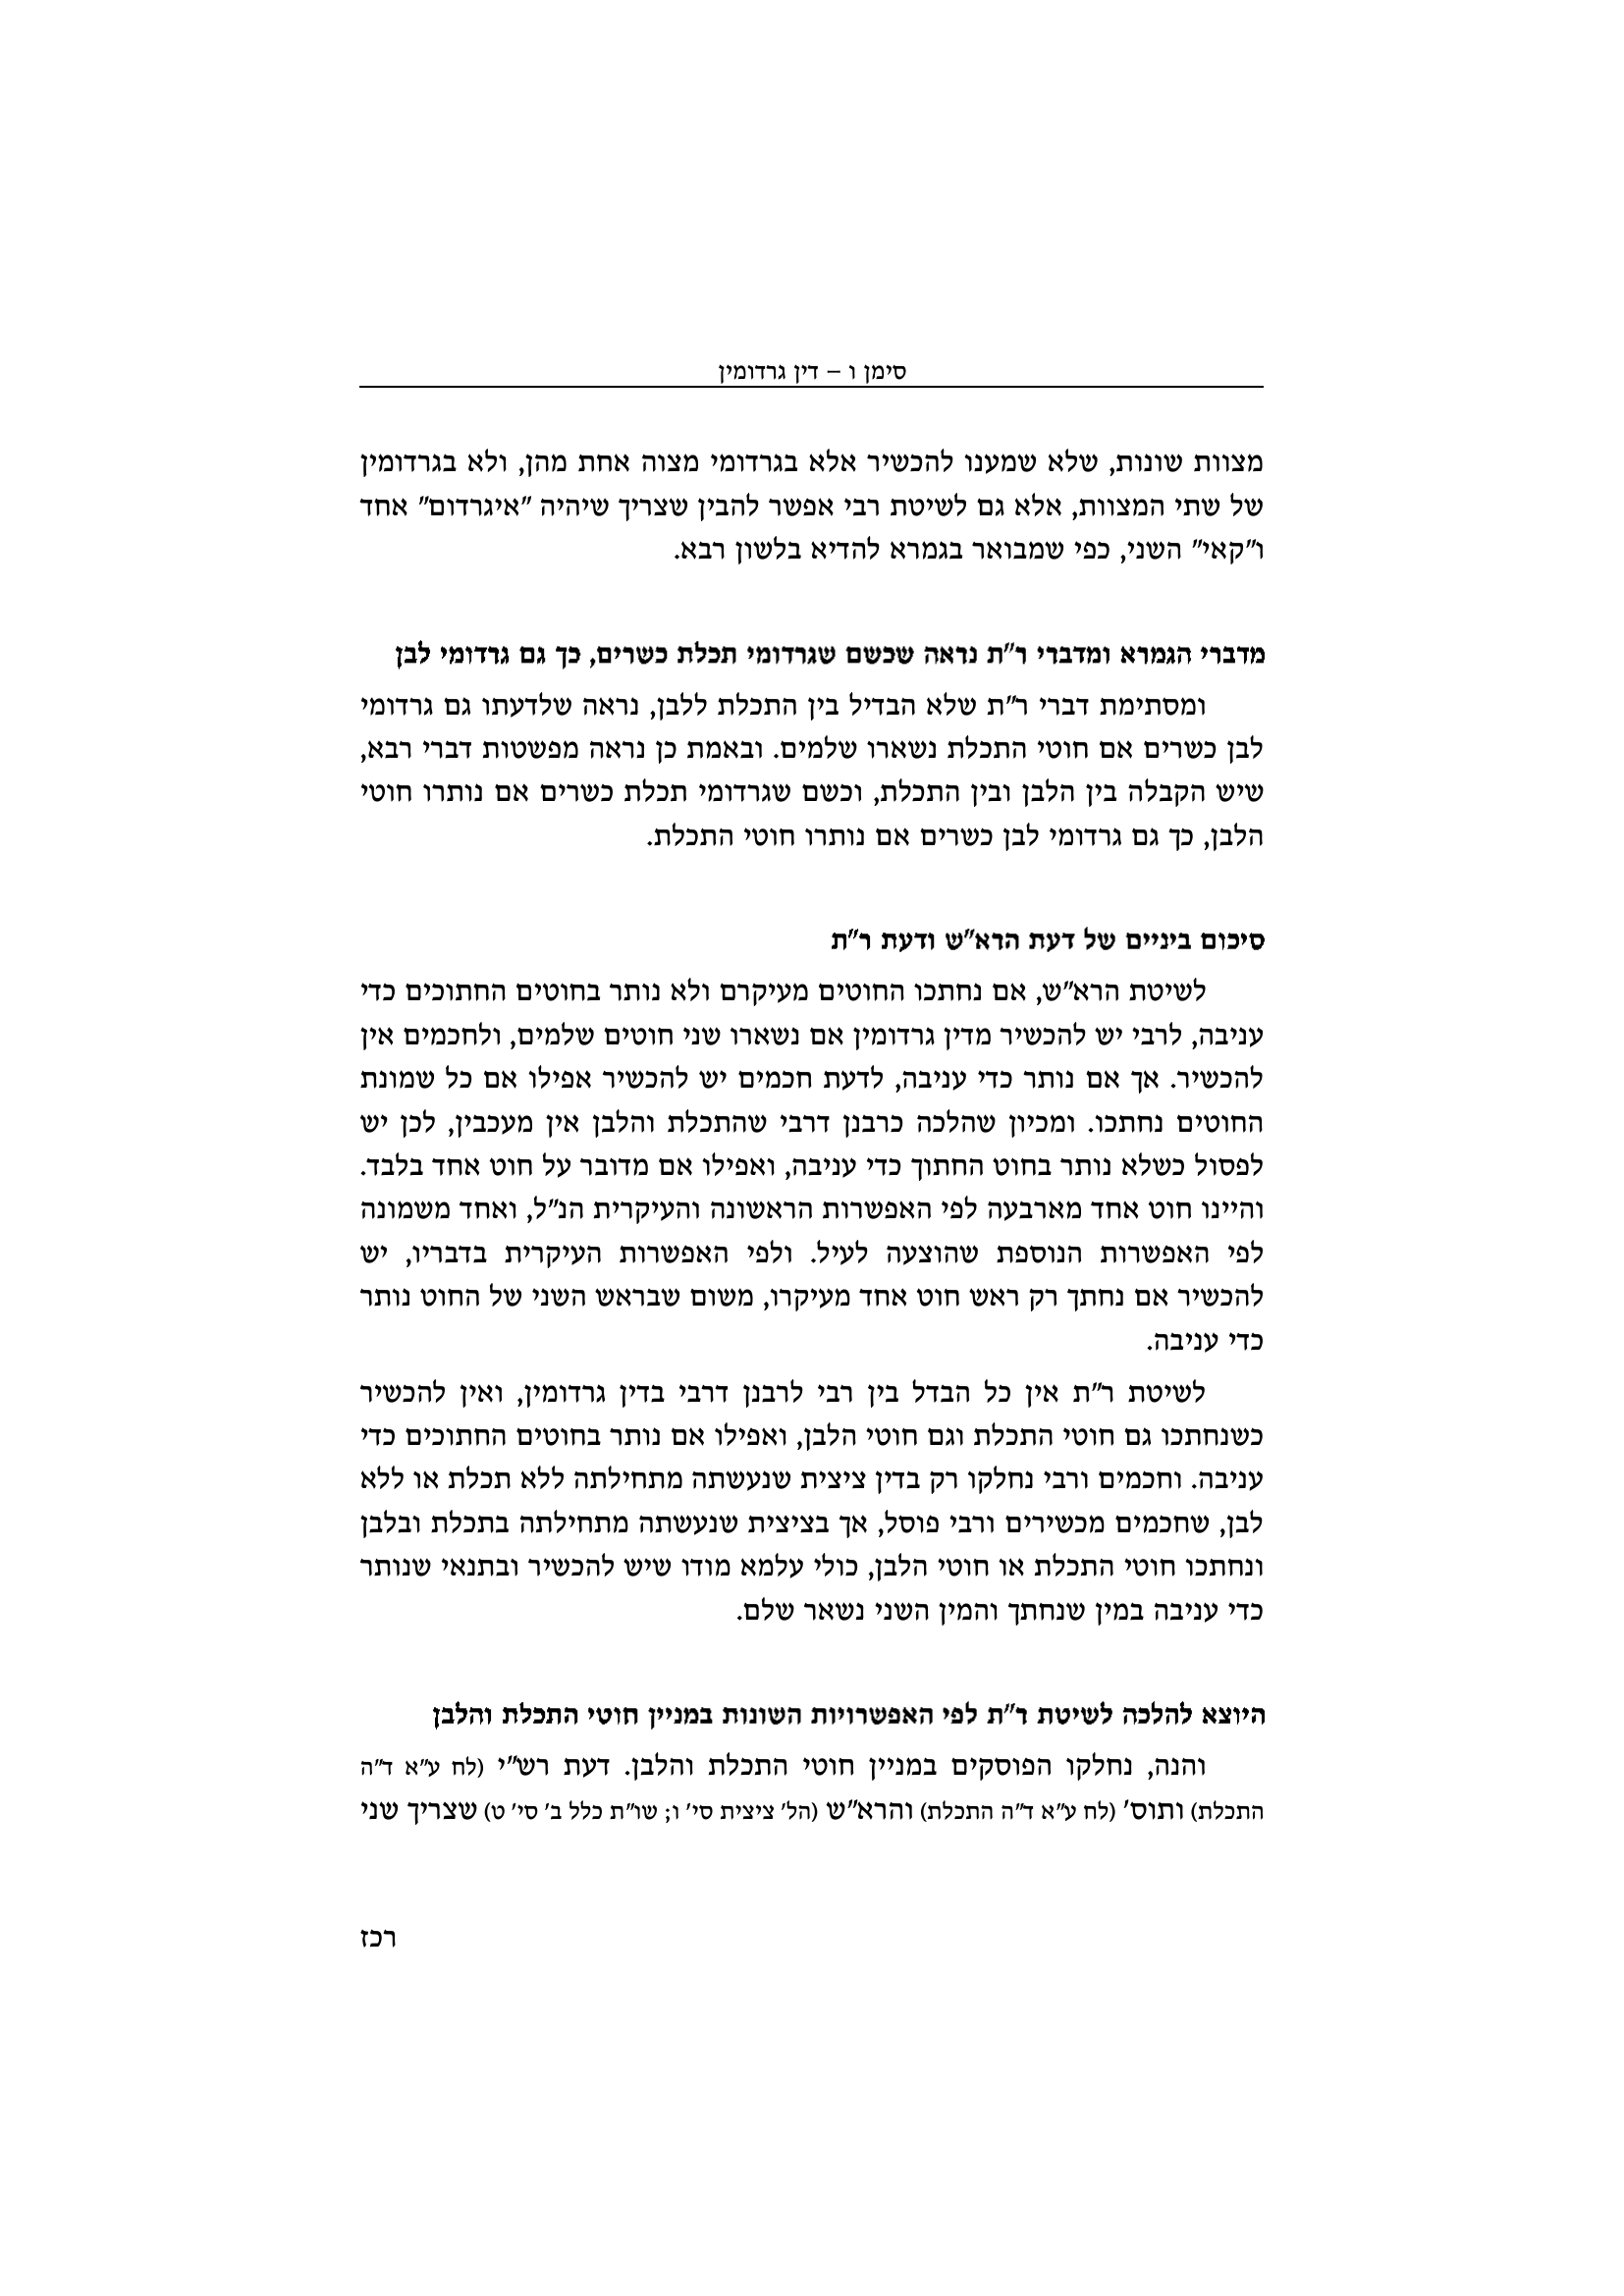 סימן ו – דין גרדומין
מצוות שונות, שלא שמענו להכשיר אלא בגרדומי מצוה אחת מהן, ולא בגרדומין
של שתי המצוות, אלא גם לשיטת רבי אפשר להבין שצריך שיהיה "איגרדום" אחד
ו"קאי" השני, כפי שמבואר בגמרא להדיא בלשון רבא.
מדברי הגמרא ומדברי ר"ת נראה שכשם שגרדומי תכלת כשרים, כך גם גרדומי לבן
ומסתימת דברי ר"ת שלא הבדיל בין התכלת ללבן, נראה שלדעתו גם גרדומי
לבן כשרים אם חוטי התכלת נשארו שלמים. ובאמת כן נראה מפשטות דברי רבא,
שיש הקבלה בין הלבן ובין התכלת, וכשם שגרדומי תכלת כשרים אם נותרו חוטי
הלבן, כך גם גרדומי לבן כשרים אם נותרו חוטי התכלת.
סיכום ביניים של דעת הרא"ש ודעת ר"ת
לשיטת הרא"ש, אם נחתכו החוטים מעיקרם ולא נותר בחוטים החתוכים כדי
עניבה, לרבי יש להכשיר מדין גרדומין אם נשארו שני חוטים שלמים, ולחכמים אין
להכשיר. אך אם נותר כדי עניבה, לדעת חכמים יש להכשיר אפילו אם כל שמונת
החוטים נחתכו. ומכיון שהלכה כרבנן דרבי שהתכלת והלבן אין מעכבין, לכן יש
לפסול כשלא נותר בחוט החתוך כדי עניבה, ואפילו אם מדובר על חוט אחד בלבד.
והיינו חוט אחד מארבעה לפי האפשרות הראשונה והעיקרית הנ"ל, ואחד משמונה
לפי האפשרות הנוספת שהוצעה לעיל. ולפי האפשרות העיקרית בדבריו, יש
להכשיר אם נחתך רק ראש חוט אחד מעיקרו, משום שבראש השני של החוט נותר
כדי עניבה.
לשיטת ר"ת אין כל הבדל בין רבי לרבנן דרבי בדין גרדומין, ואין להכשיר
כשנחתכו גם חוטי התכלת וגם חוטי הלבן, ואפילו אם נותר בחוטים החתוכים כדי
עניבה. וחכמים ורבי נחלקו רק בדין ציצית שנעשתה מתחילתה ללא תכלת או ללא
לבן, שחכמים מכשירים ורבי פוסל, אך בציצית שנעשתה מתחילתה בתכלת ובלבן
ונחתכו חוטי התכלת או חוטי הלבן, כולי עלמא מודו שיש להכשיר ובתנאי שנותר
כדי עניבה במין שנחתך והמין השני נשאר שלם.
היוצא להלכה לשיטת ר"ת לפי האפשרויות השונות במניין חוטי התכלת והלבן
והנה, נחלקו הפוסקים במניין חוטי התכלת והלבן. דעת רש"י (לח ע"א ד"ה
התכלת) ותוס' (לח ע"א ד"ה התכלת) והרא"ש (הל' ציצית סי' ו; שו"ת כלל ב' סי' ט) שצריך שני
רכז